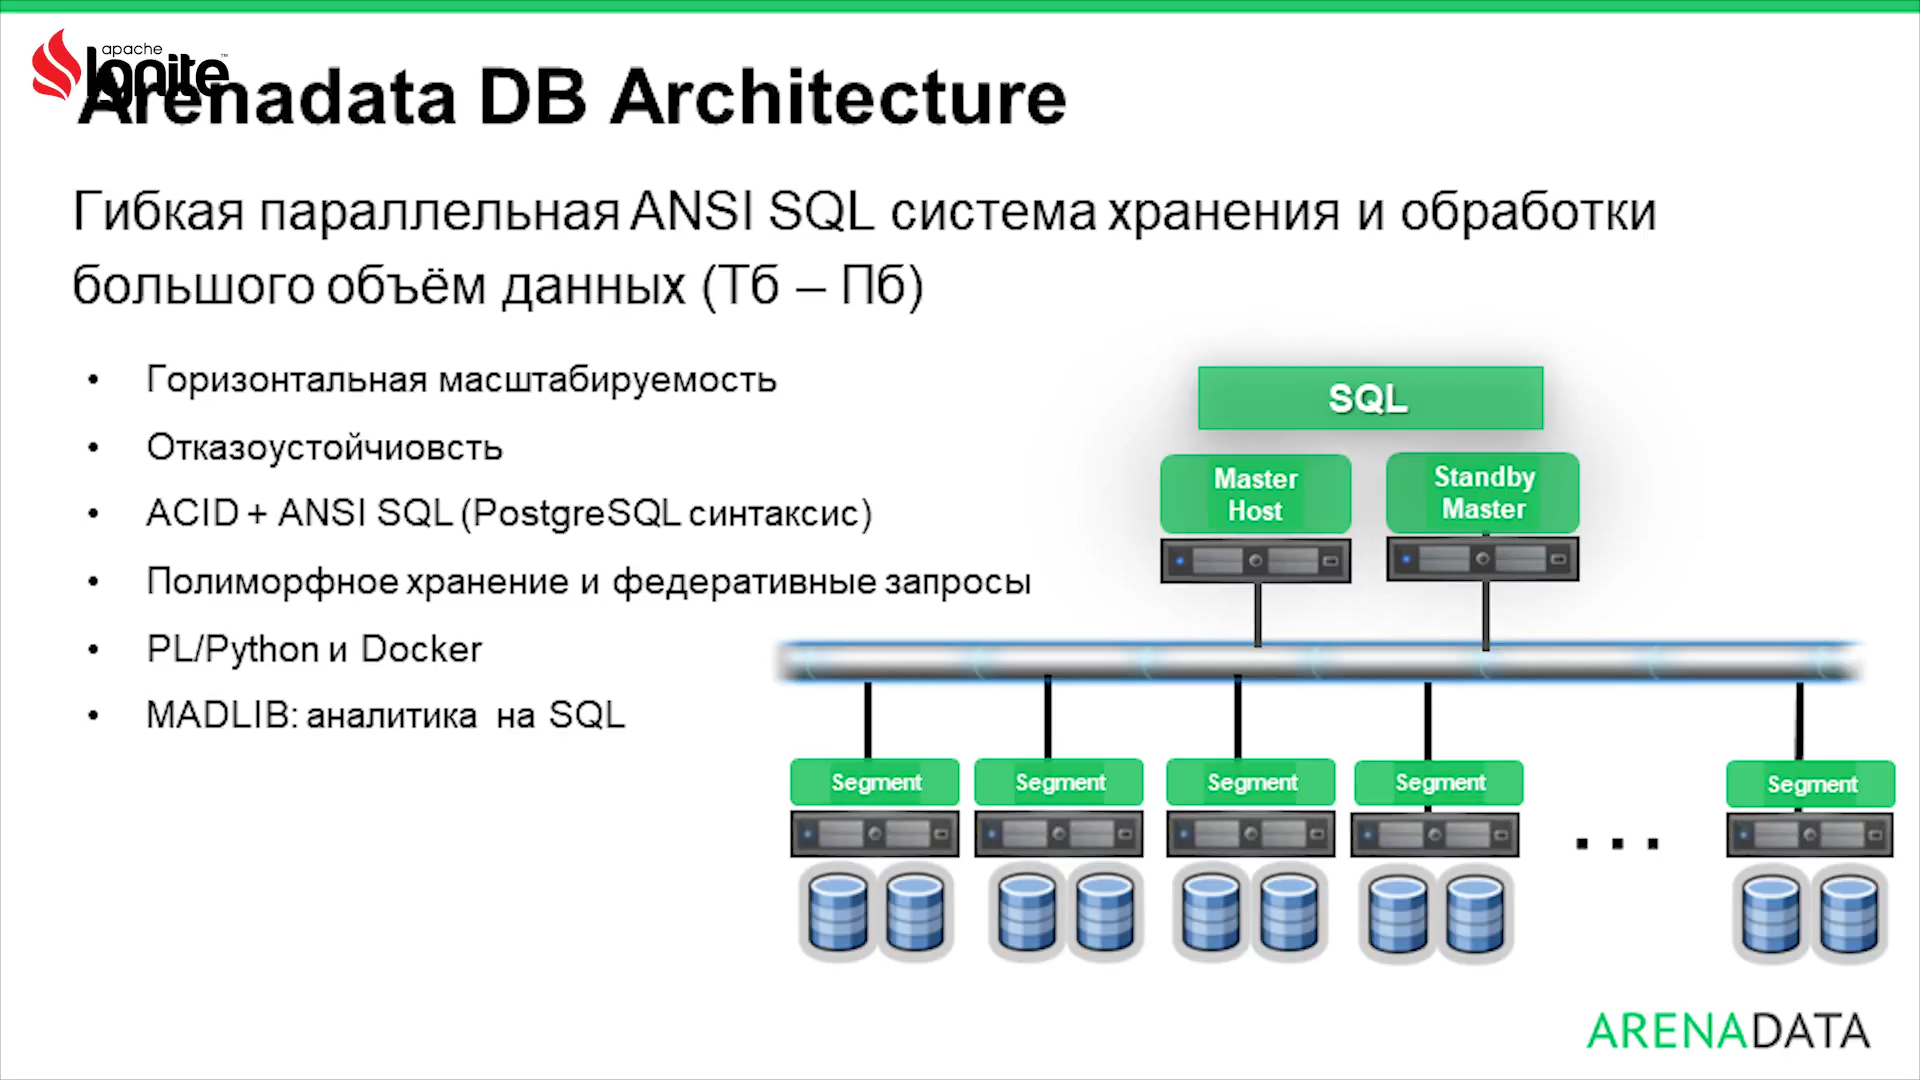 apache
Ignite™
Arenadata DB Architecture
Гибкая параллельная ANSI SQL система хранения и обработки
большого объём данных (Тб – Пб)
• Горизонтальная масштабируемость
• Отказоустойчиовсть
• ACID + ANSI SQL (PostgreSQL синтаксис)
• Полиморфное хранение и федеративные запросы
• PL/Python и Docker
• MADLIB: аналитика на SQL
SQL
Master
Host
Standby
Master
Segment
Segment
Segment
Segment
. . .
Segment
ARENADATA